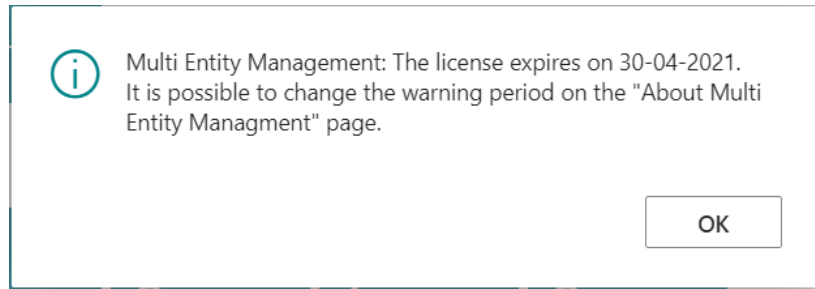 Multi Entity Management: The license expires on 30-04-2021.
It is possible to change the warning period on the "About Multi
Entity Managment" page.
OK